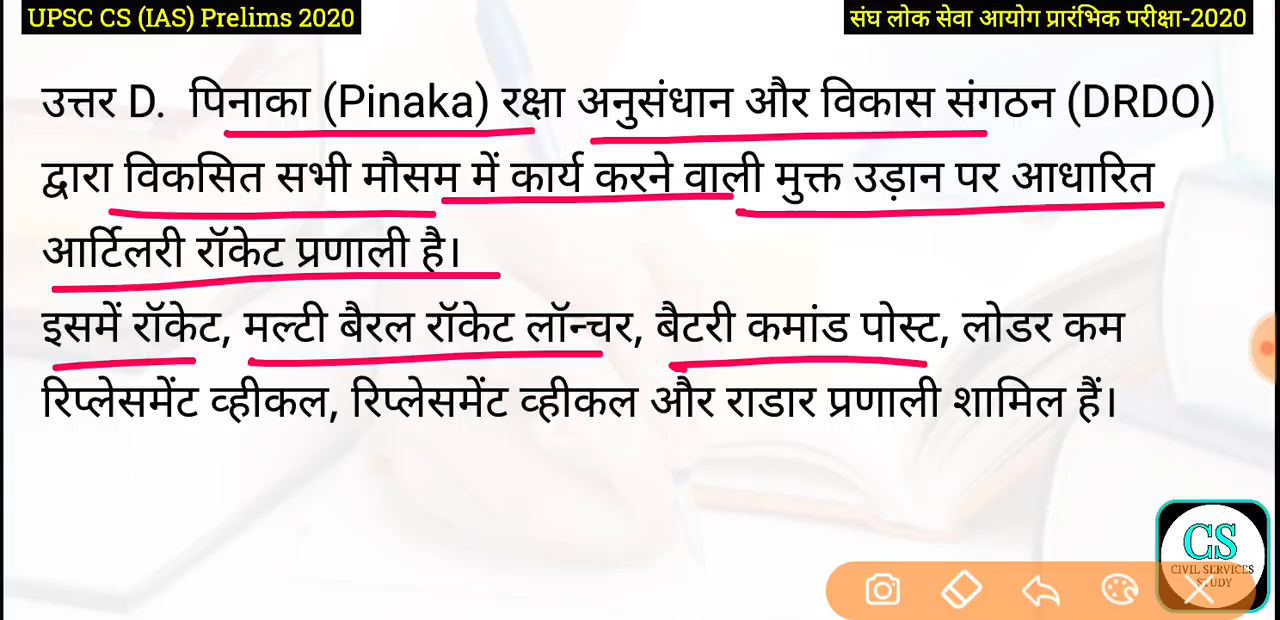 UPSC CS (IAS) Prelims 2020
संघ लोक सेवा आयोग प्रारंभिक परीक्षा-2020
उत्तर D. पिनाका (Pinaka) रक्षा अनुसंधान और विकास संगठन (DRDO)
द्वारा विकसित सभी मौसम में कार्य करने वाली मुक्त उड़ान पर आधारित
आर्टिलरी रॉकेट प्रणाली है।
इसमें रॉकेट, मल्टी बैरल रॉकेट लॉन्चर, बैटरी कमांड पोस्ट, लोडर कम
रिप्लेसमेंट व्हीकल, रिप्लेसमेंट व्हीकल और राडार प्रणाली शामिल हैं।
CS
CIVIL SERVICES
STUDY